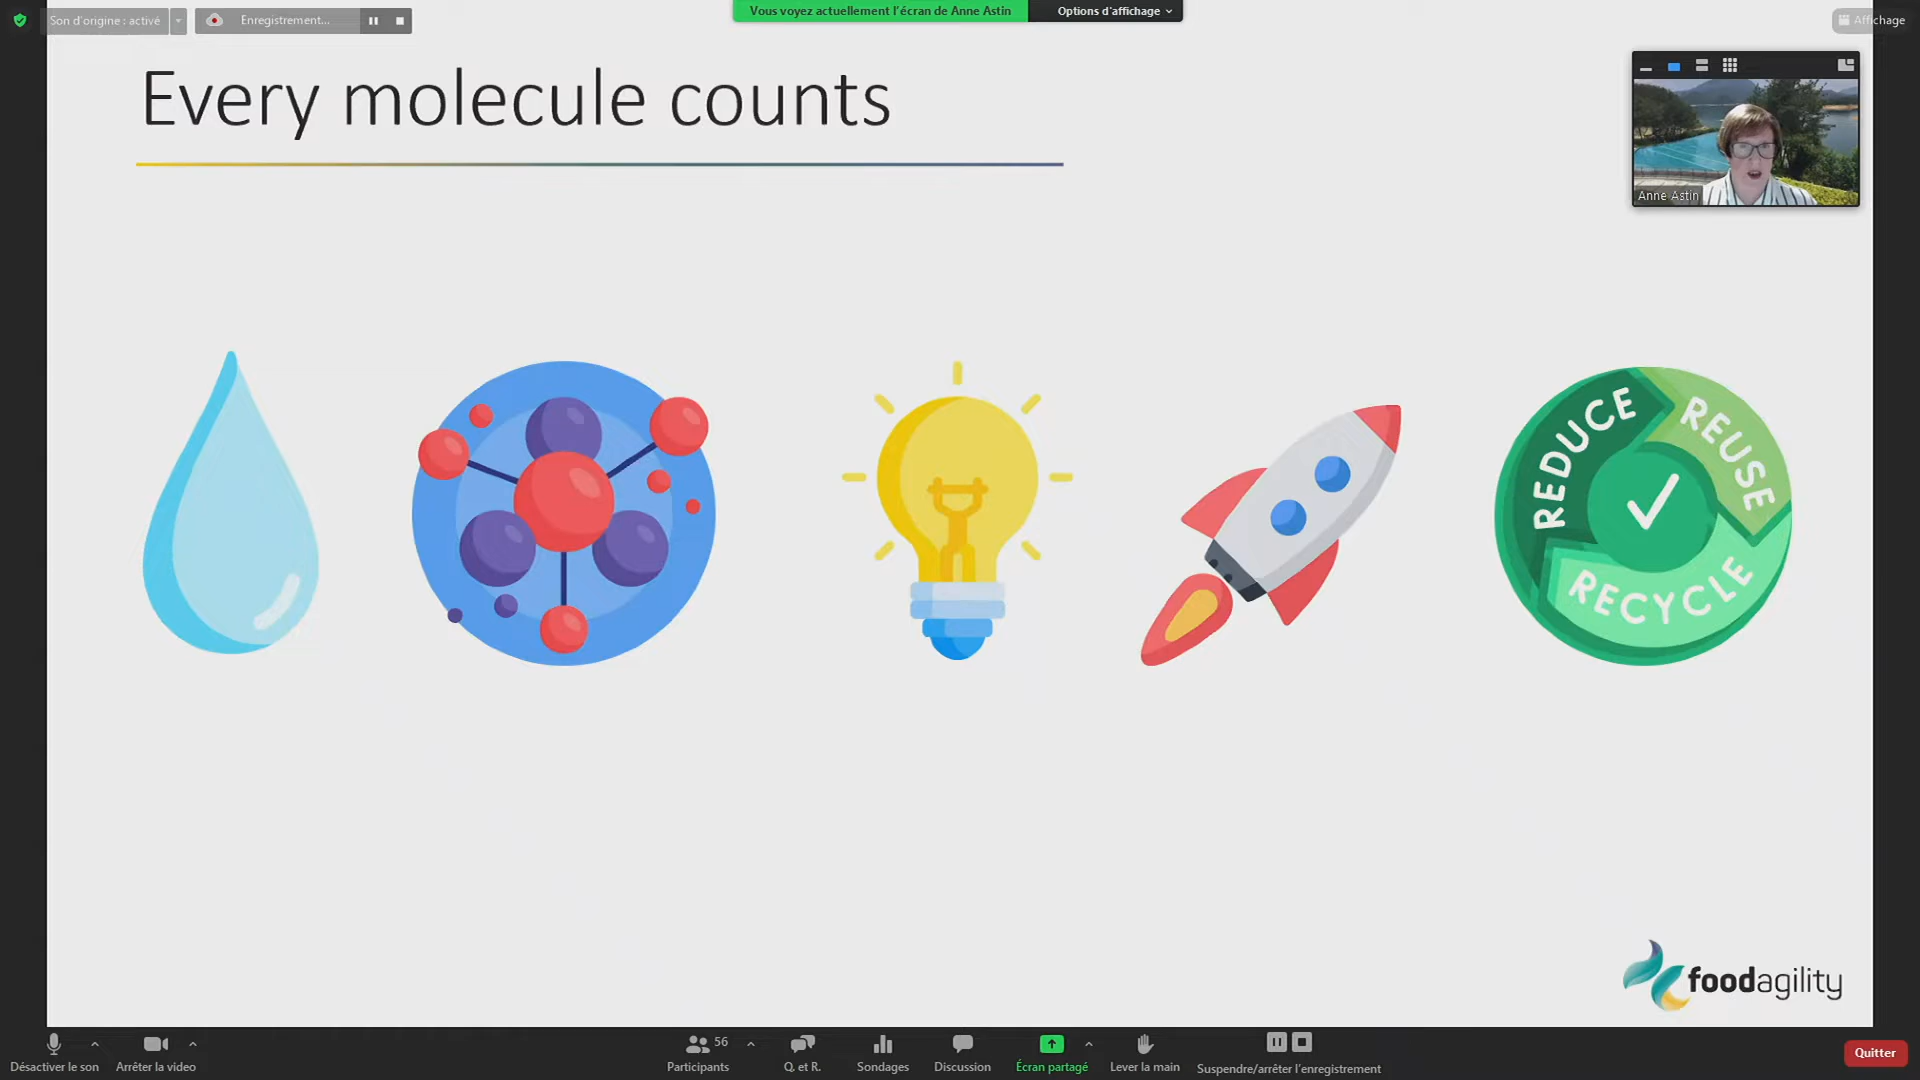 Son d'origine : activé
Enregistrement...
Vous voyez actuellement l'écran de Anne Astin
Options d'affichage
Affichage
Every molecule counts
Anne Astin
REDUCE
REUSE
RECYCLE
foodagility
Désactiver le son
Arrêter la vidéo
56
Participants
Q. et R.
Sondages
Discussion
Écran partagé
Lever la main
Suspendre/arrêter l'enregistrement
Quitter